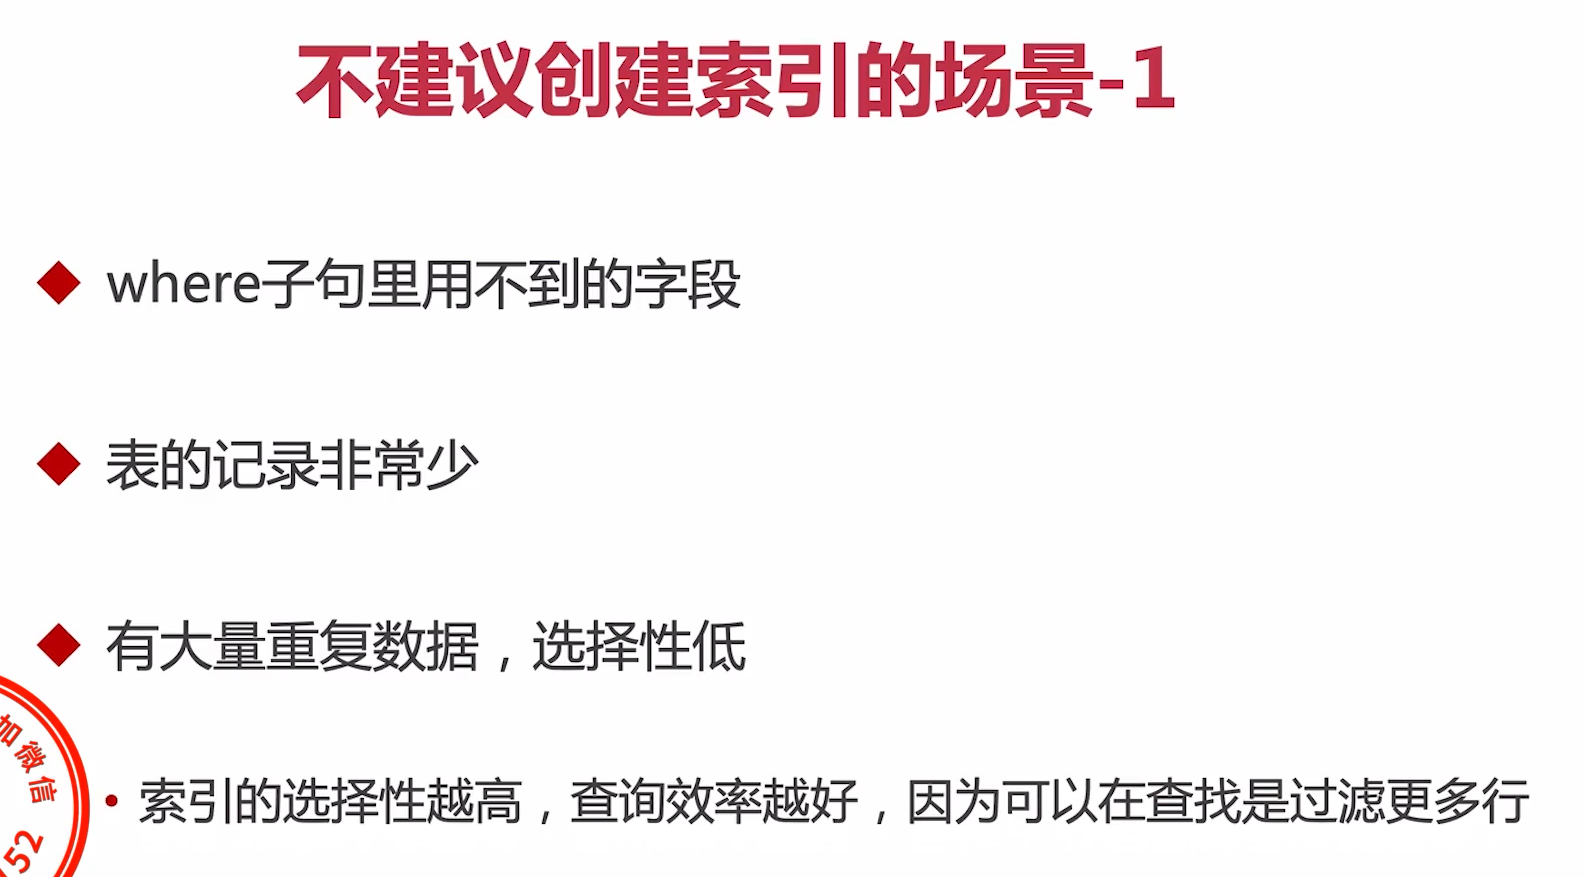 不建议创建索引的场景-1
where子句里用不到的字段
表的记录非常少
有大量重复数据，选择性低
加微信
索引的选择性越高，查询效率越好，因为可以在查找是过滤更多行
52